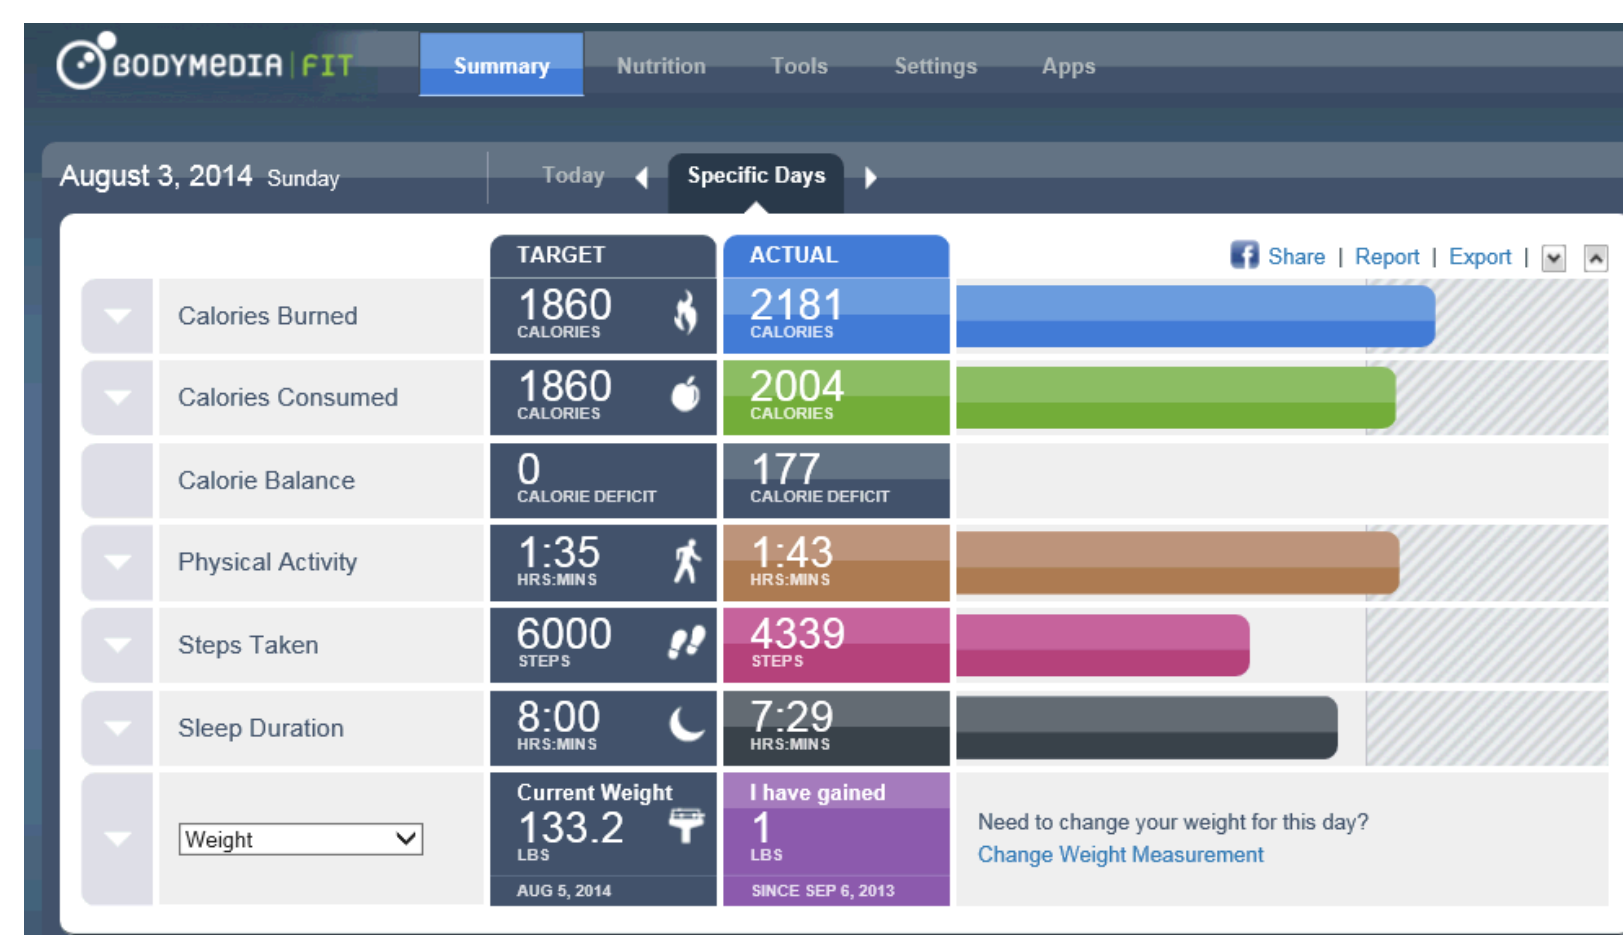 BODYMEDIA | FIT Summary Nutrition Tools Settings Apps
August 3, 2014 Sunday Today Specific Days
TARGET ACTUAL Share | Report | Export |
Calories Burned 1860 CALORIES 2181 CALORIES
Calories Consumed 1860 CALORIES 2004 CALORIES
Calorie Balance 0 CALORIE DEFICIT 177 CALORIE DEFICIT
Physical Activity 1:35 HRS:MINS 1:43 HRS:MINS
Steps Taken 6000 STEPS 4339 STEPS
Sleep Duration 8:00 HRS:MINS 7:29 HRS:MINS
Current Weight I have gained
Weight 133.2 1 Need to change your weight for this day?
LBS LBS Change Weight Measurement
AUG 5, 2014 SINCE SEP 6, 2013